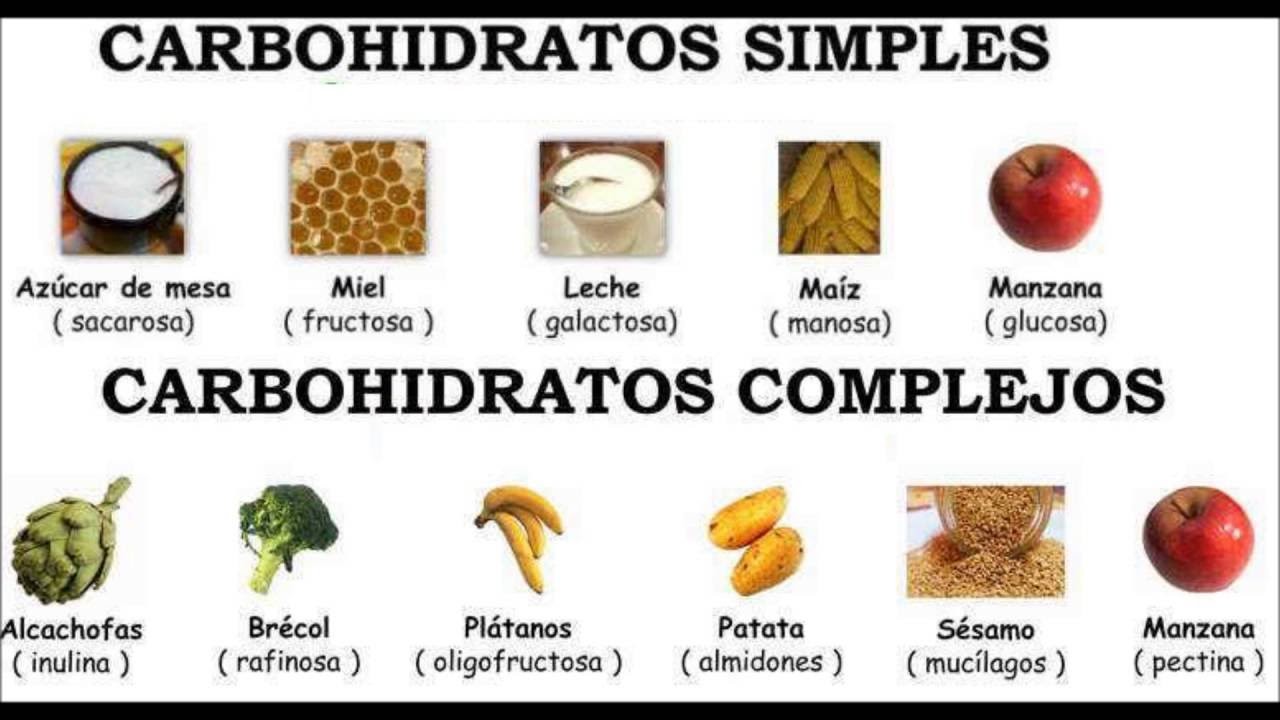 CARBOHIDRATOS SIMPLES
Azúcar de mesa
( sacarosa)
Miel
( fructosa )
Leche
( galactosa)
Maíz
( manosa)
Manzana
( glucosa)
CARBOHIDRATOS COMPLEJOS
Alcachofas
( inulina )
Brécol
( rafinosa )
Plátanos
( oligofructosa )
Patata
( almidones )
Sésamo
( mucílagos )
Manzana
( pectina )